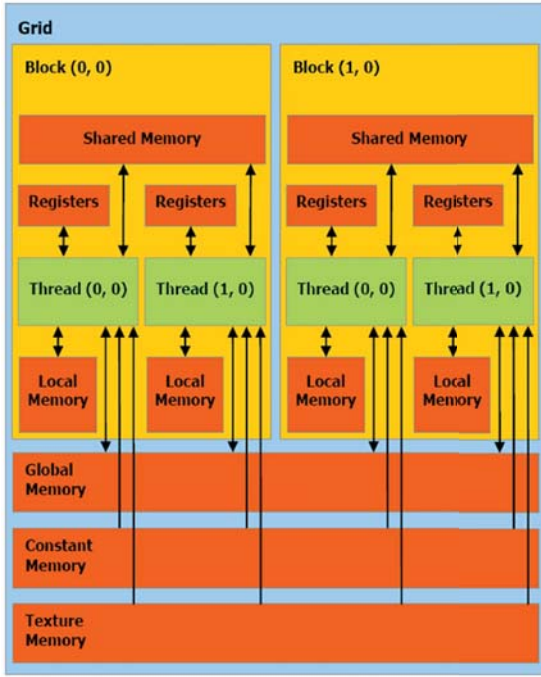 Grid
Block (0, 0)
Block (1, 0)
Shared Memory
Shared Memory
Registers
Registers
Registers
Registers
Thread (0, 0)
Thread (1, 0)
Thread (0, 0)
Thread (1, 0)
Local
Memory
Local
Memory
Local
Memory
Local
Memory
Global
Memory
Constant
Memory
Texture
Memory